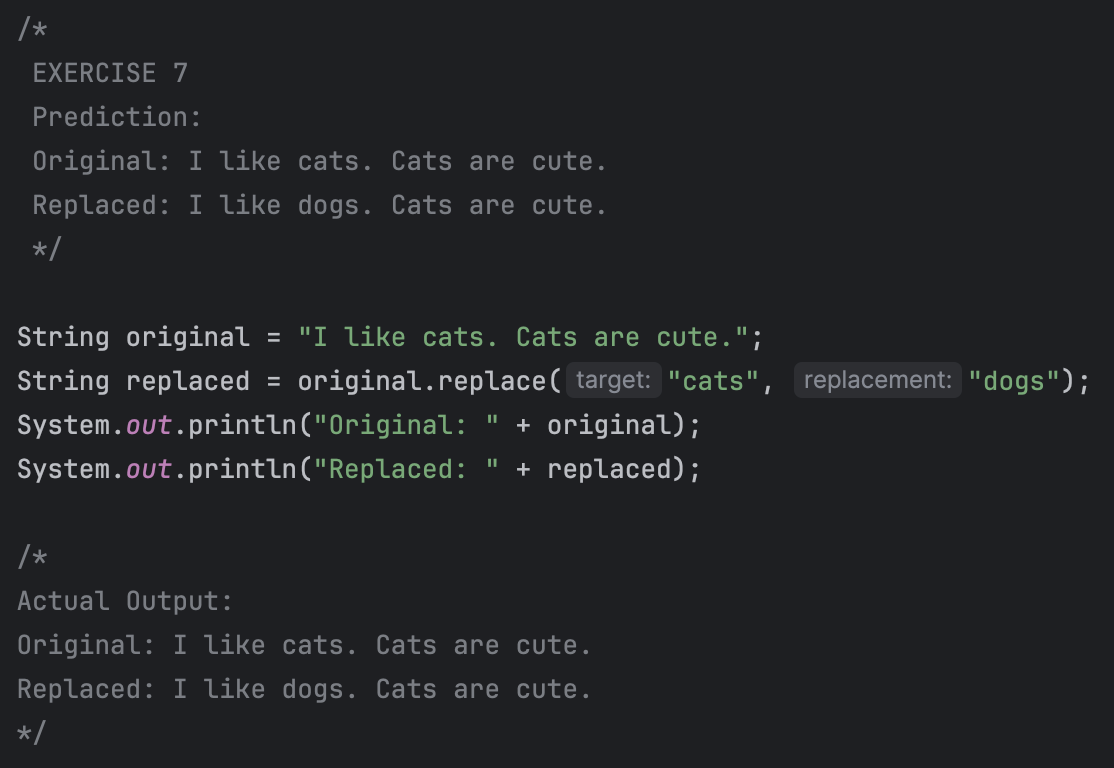 /*
EXERCISE 7
Prediction:
Original: I like cats. Cats are cute.
Replaced: I like dogs. Cats are cute.
*/
String original = "I like cats. Cats are cute.";
String replaced = original.replace( target: "cats", replacement: "dogs");
System.out.println("Original: " + original);
System.out.println("Replaced: " + replaced);
/*
Actual Output:
Original: I like cats. Cats are cute.
Replaced: I like dogs. Cats are cute.
*/